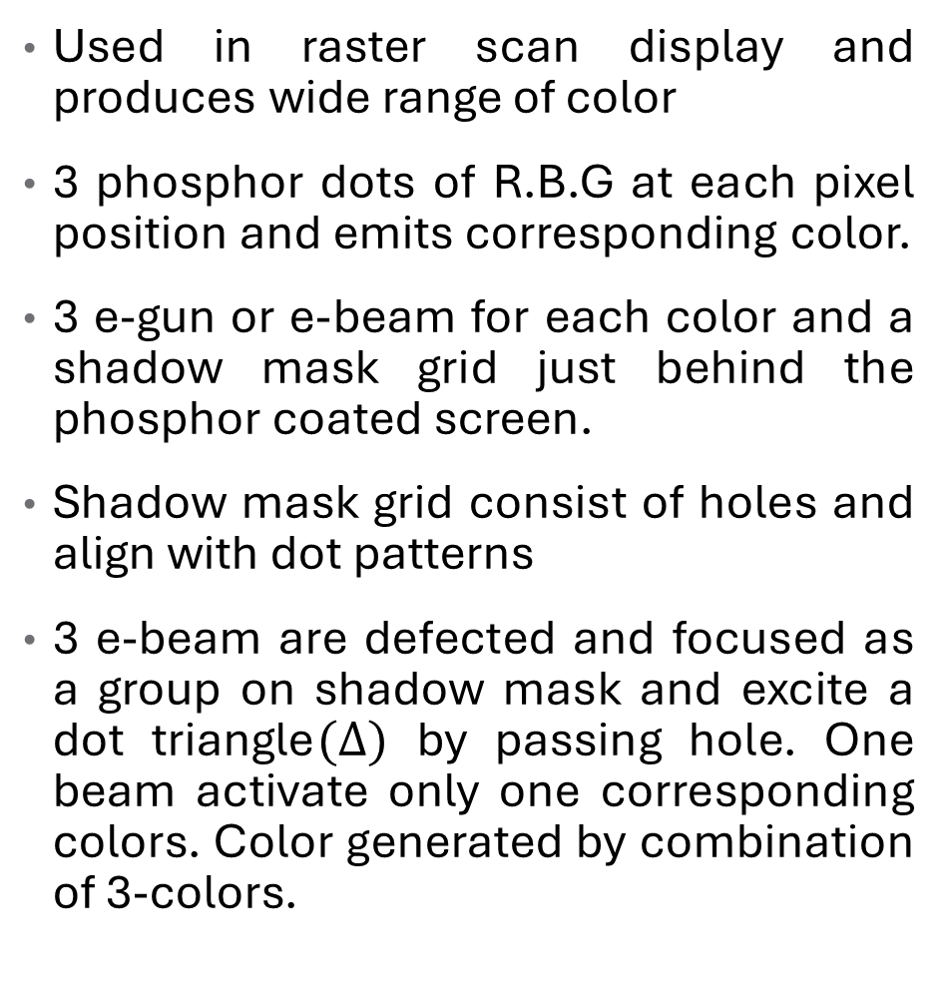 • Used in raster scan display and
produces wide range of color
• 3 phosphor dots of R.B.G at each pixel
position and emits corresponding color.
• 3 e-gun or e-beam for each color and a
shadow mask grid just behind the
phosphor coated screen.
• Shadow mask grid consist of holes and
align with dot patterns
• 3 e-beam are defected and focused as
a group on shadow mask and excite a
dot triangle(Δ) by passing hole. One
beam activate only one corresponding
colors. Color generated by combination
of 3-colors.